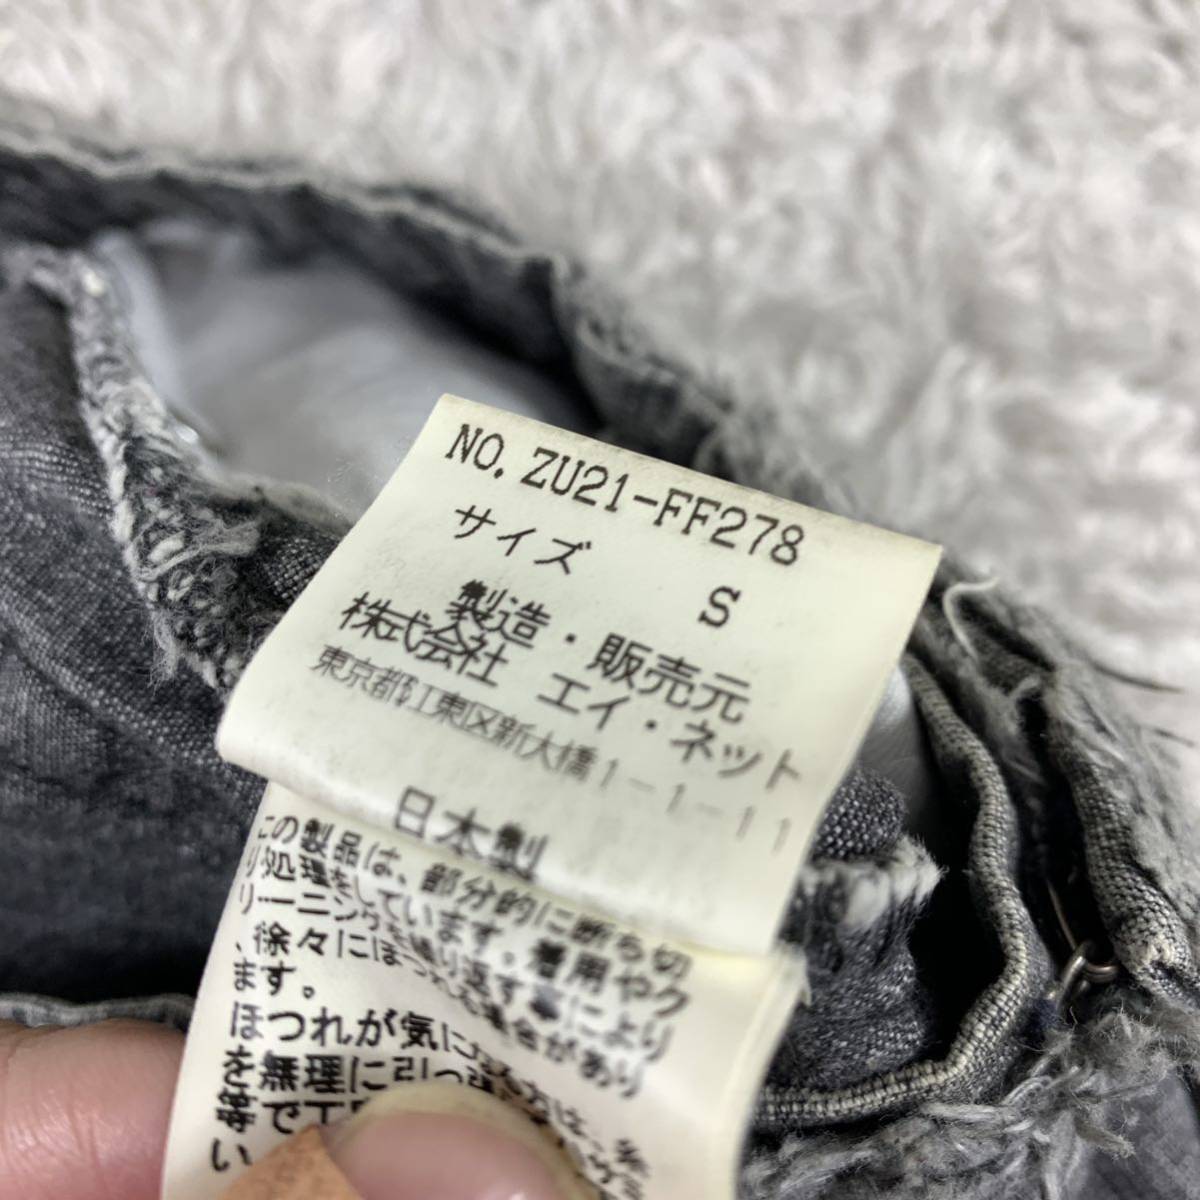 NO. ZU21-FF278
サイズ S
製造・販売元
株式会社 エイ・ネット
東京都江東区新大橋1-1-11
日本製
この製品は、部分的に断ち切
り処理をしています。着用やク
リーニングを繰り返す事により
、徐々にほつれる場合があり
ます。
ほつれが気に
を無理に引っ
等で
い